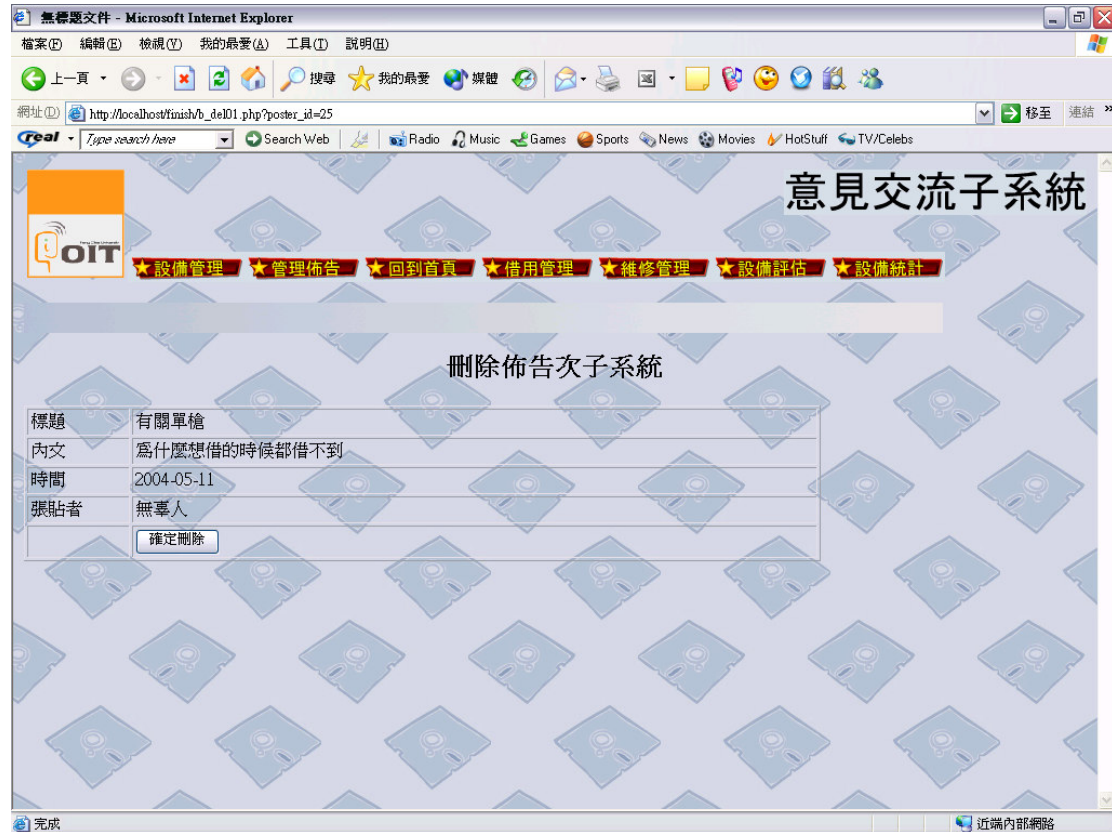 無標題文件 - Microsoft Internet Explorer
檔案(F) 編輯(E) 檢視(V) 我的最愛(A) 工具(T) 說明(H)
上一頁 搜尋 我的最愛 媒體
網址(D) http://localhost/finish/b_del01.php?poster_id=25 移至 連結 »
Qreal Type search here Search Web Radio Music Games Sports News Movies HotStuff TV/Celebs
意見交流子系統
OIT
設備管理 管理佈告 回到首頁 借用管理 維修管理 設備評估 設備統計
刪除佈告次子系統
標題 有關單槍
內文 為什麼想借的時候都借不到
時間 2004-05-11
張貼者 無辜人
確定刪除
完成 近端內部網路